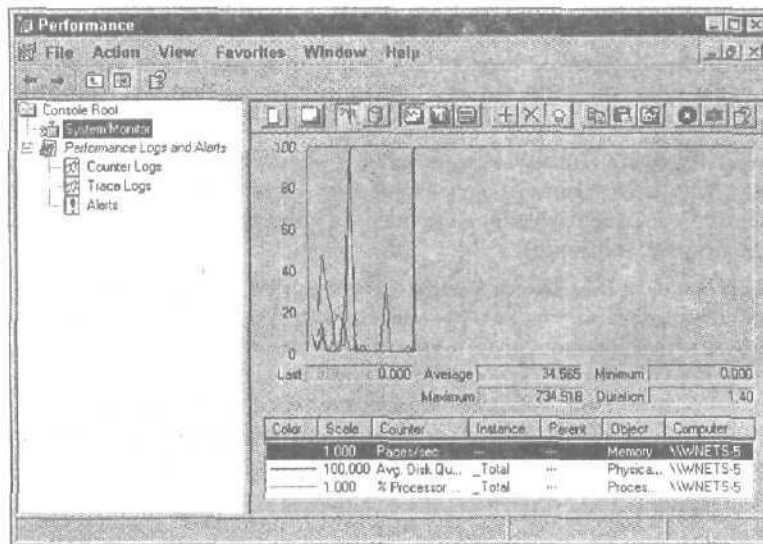 Performance
File Action View Favorites Window Help
Console Root
System Monitor
Performance Logs and Alerts
Counter Logs
Trace Logs
Alerts
100
80
60
40
20
0
Last 0.000 Average 34.565 Minimum 0.000
Maximum 734.518 Duration 1:40
Color Scale Counter Instance Parent Object Computer
1.000 Pages/sec --- --- Memory \\WNETS-5
100.000 Avg. Disk Qu... _Total --- Physica... \\WNETS-5
1.000 % Processor ... _Total --- Proces... \\WNETS-5